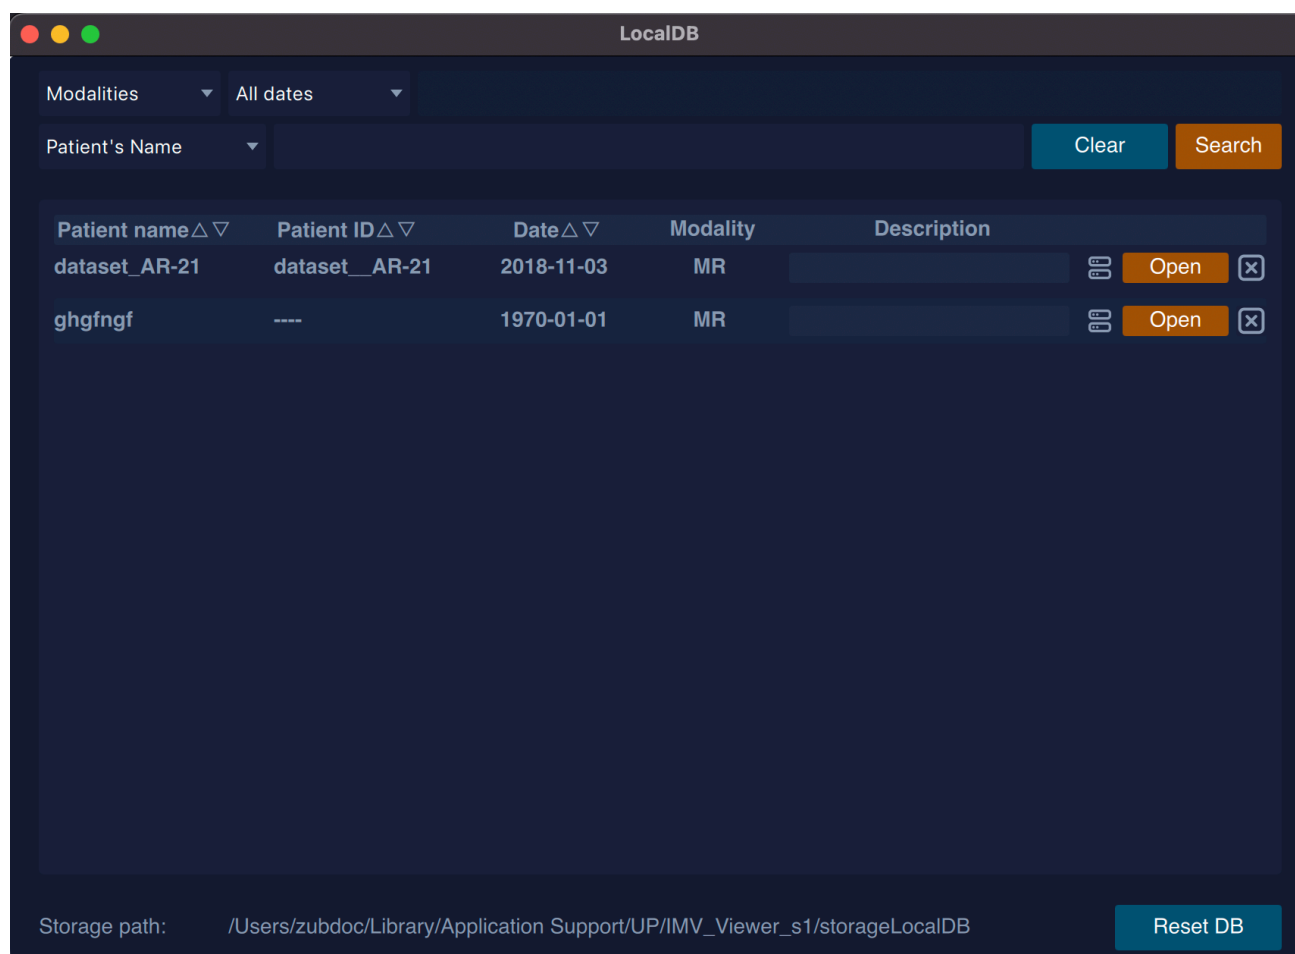 LocalDB
Modalities All dates
Patient's Name Clear Search
Patient name△▽ Patient ID△▽ Date△▽ Modality Description
dataset_AR-21 dataset__AR-21 2018-11-03 MR Open
ghgfngf ---- 1970-01-01 MR Open
Storage path: /Users/zubdoc/Library/Application Support/UP/IMV_Viewer_s1/storageLocalDB Reset DB